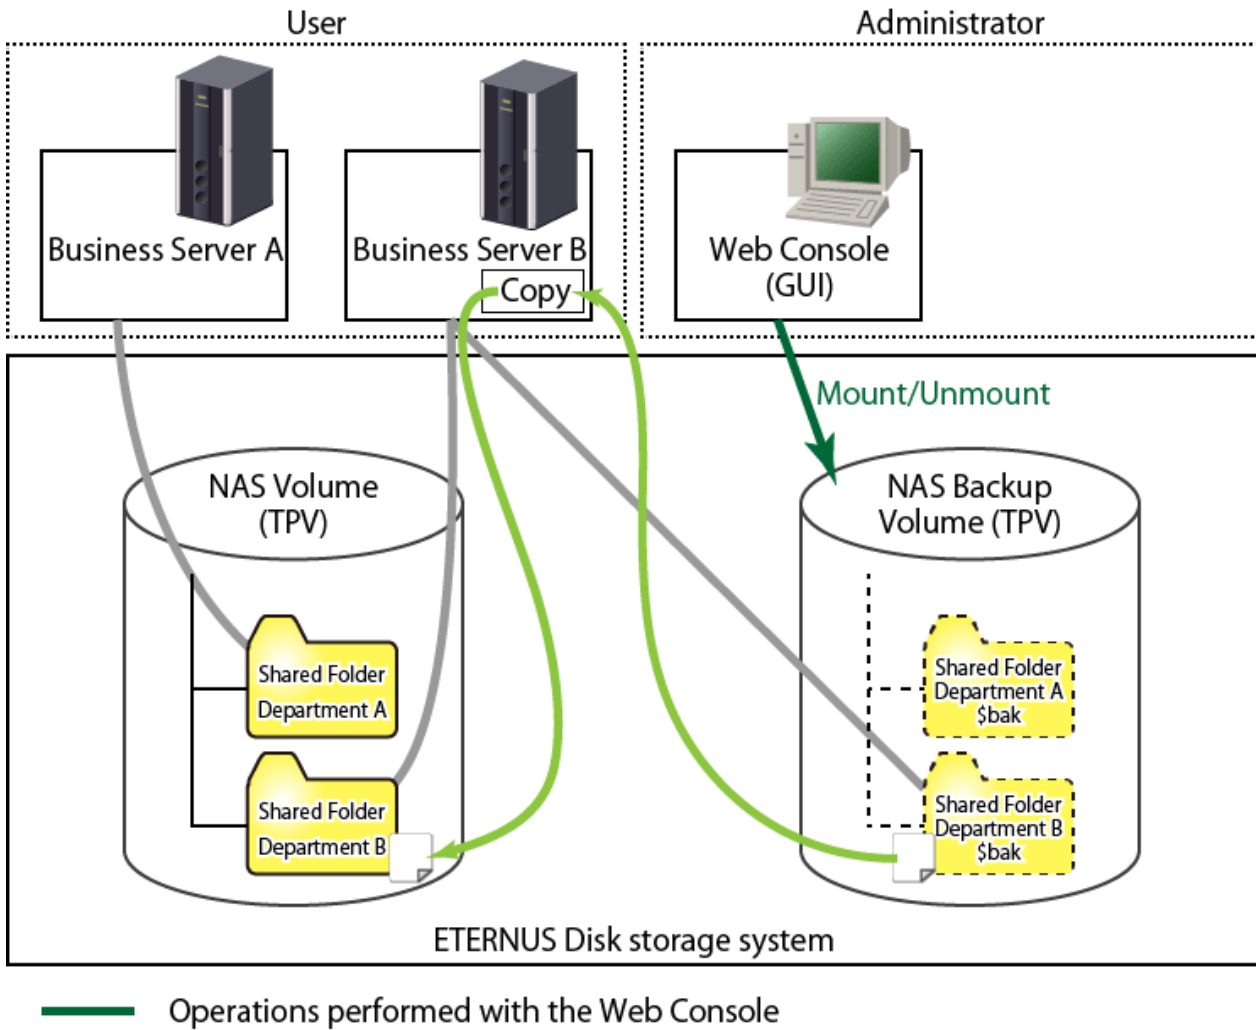 User
Administrator
Business Server A
Business Server B
Copy
Web Console
(GUI)
Mount/Unmount
NAS Volume
(TPV)
NAS Backup
Volume (TPV)
Shared Folder
Department A
Shared Folder
Department A
$bak
Shared Folder
Department B
Shared Folder
Department B
$bak
ETERNUS Disk storage system
Operations performed with the Web Console